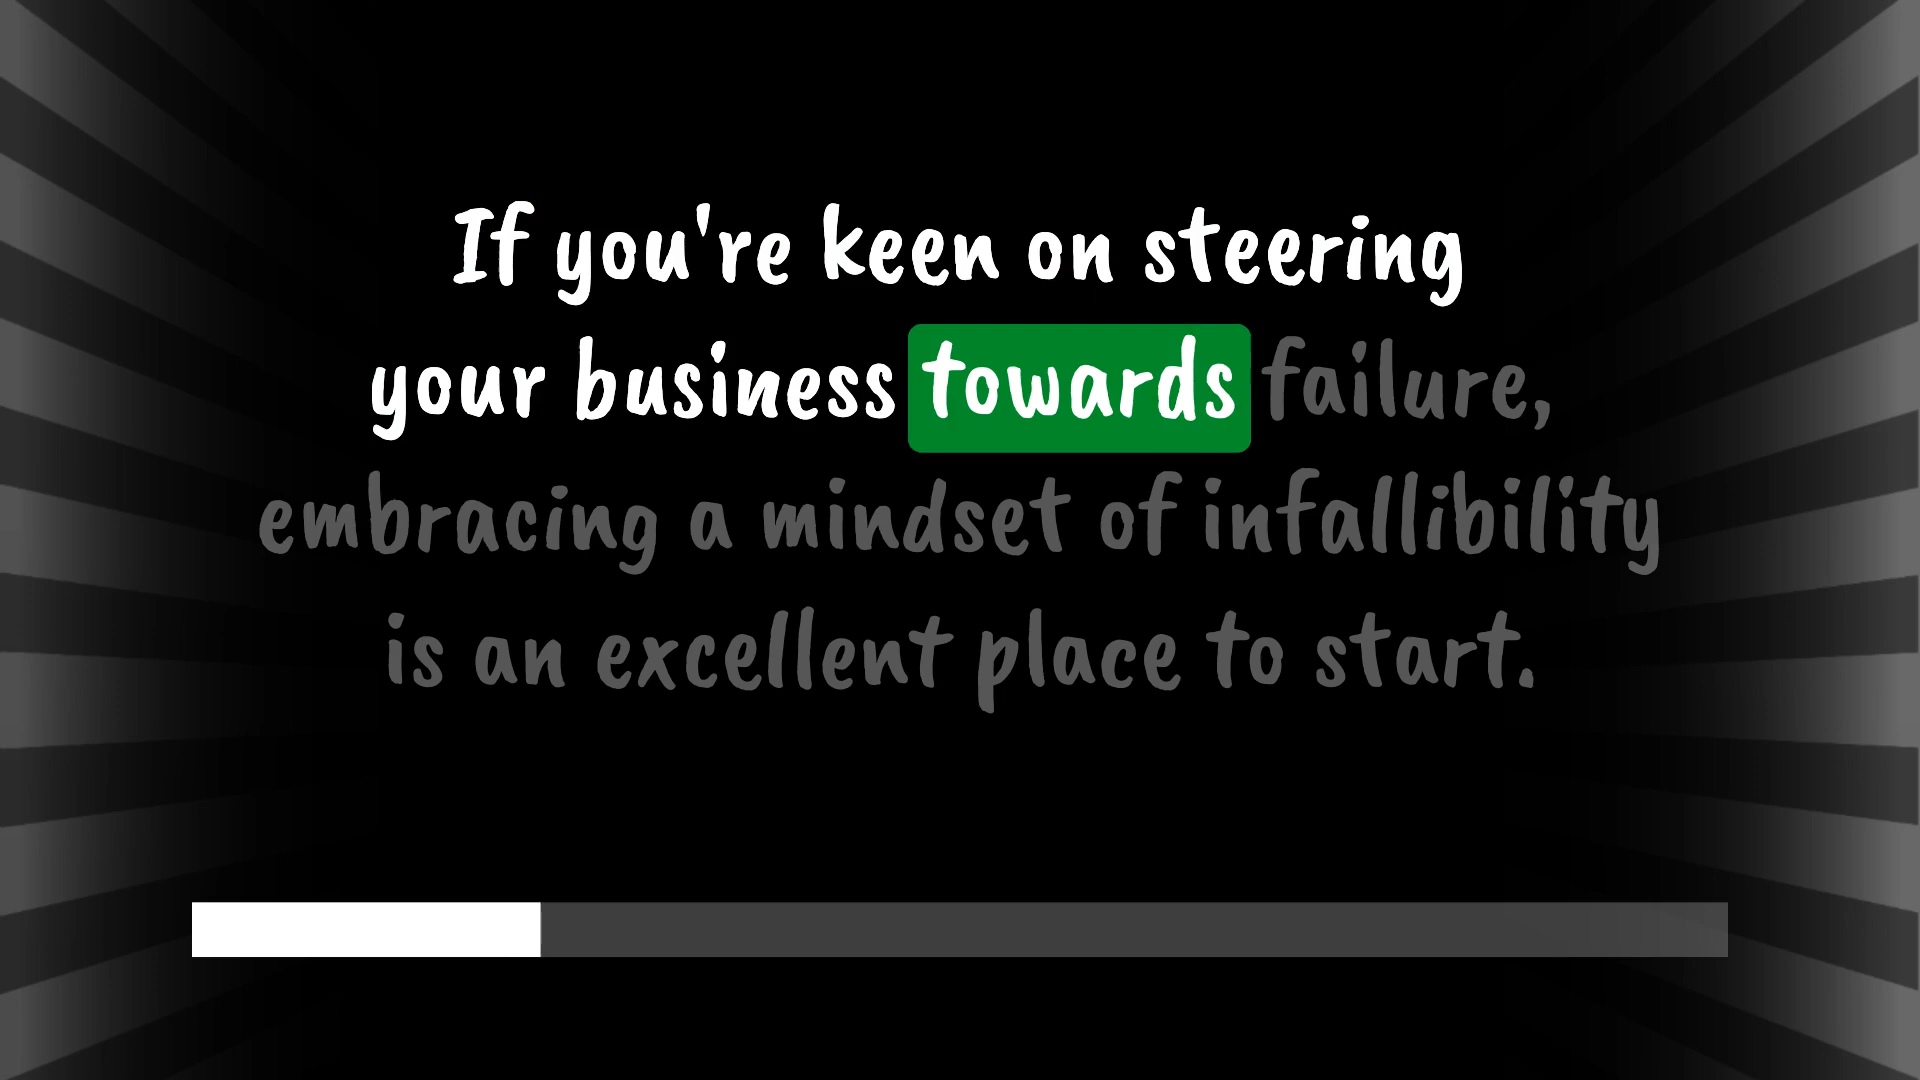 If you're keen on steering
your business towards failure,
embracing a mindset of infallibility
is an excellent place to start.